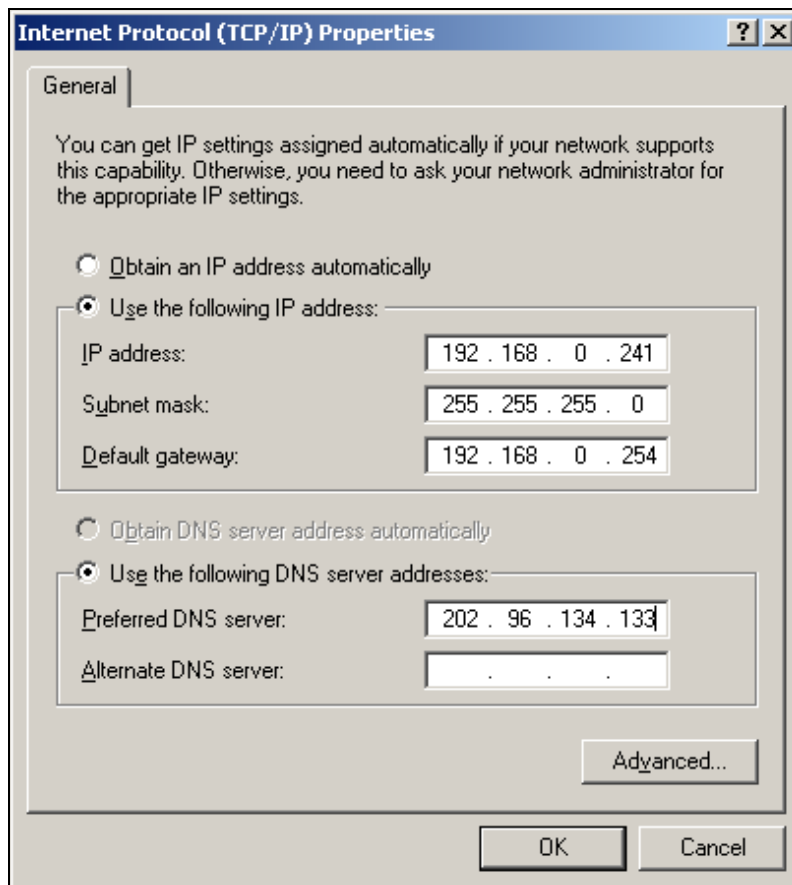 Internet Protocol (TCP/IP) Properties
General
You can get IP settings assigned automatically if your network supports
this capability. Otherwise, you need to ask your network administrator for
the appropriate IP settings.
Obtain an IP address automatically
Use the following IP address:
IP address: 192 . 168 . 0 . 241
Subnet mask: 255 . 255 . 255 . 0
Default gateway: 192 . 168 . 0 . 254
Obtain DNS server address automatically
Use the following DNS server addresses:
Preferred DNS server: 202 . 96 . 134 . 133
Alternate DNS server: . . .
Advanced...
OK Cancel